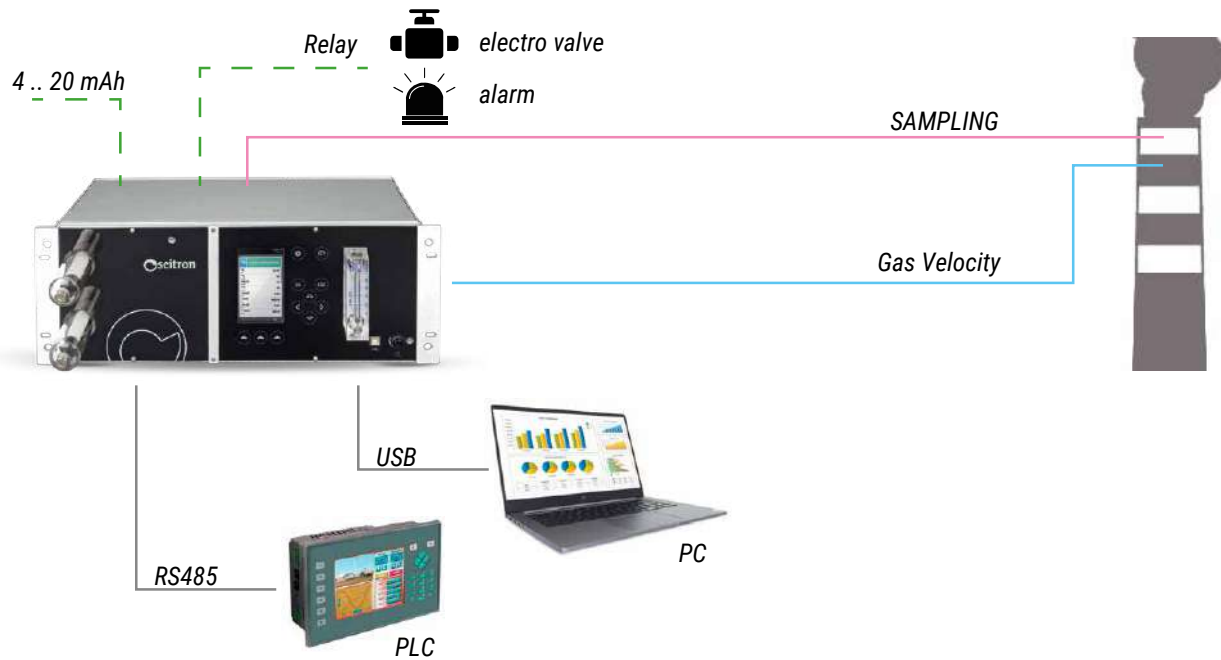 Relay
electro valve
4 .. 20 mAh
alarm
SAMPLING
seitron
Gas Velocity
USB
PC
RS485
PLC